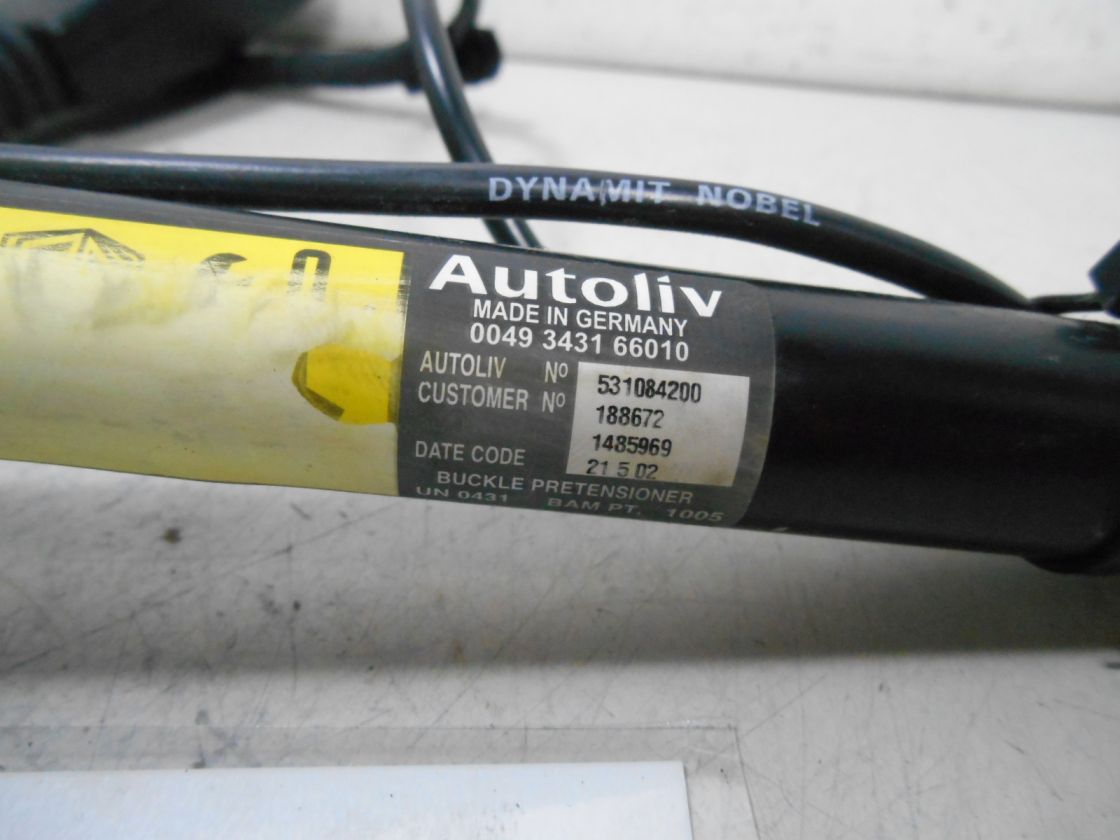 DYNAMIT NOBEL
Autoliv
MADE IN GERMANY
0049 3431 66010
AUTOLIV Nº 531084200
CUSTOMER Nº 188672
1485969
DATE CODE 21 5 02
BUCKLE PRETENSIONER
UN 0431 BAM PT. 1005